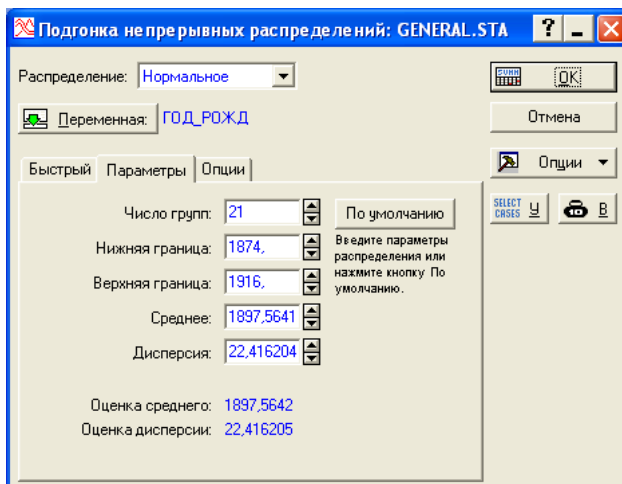 Подгонка непрерывных распределений: GENERAL.STA
Распределение: Нормальное
Переменная: ГОД_РОЖД
Быстрый Параметры Опции
Число групп: 21
Нижняя граница: 1874,
Верхняя граница: 1916,
Среднее: 1897,5641
Дисперсия: 22,416204
По умолчанию
Введите параметры
распределения или
нажмите кнопку По
умолчанию.
Оценка среднего: 1897,5642
Оценка дисперсии: 22,416205
OK
Отмена
Опции
SELECT CASES У В